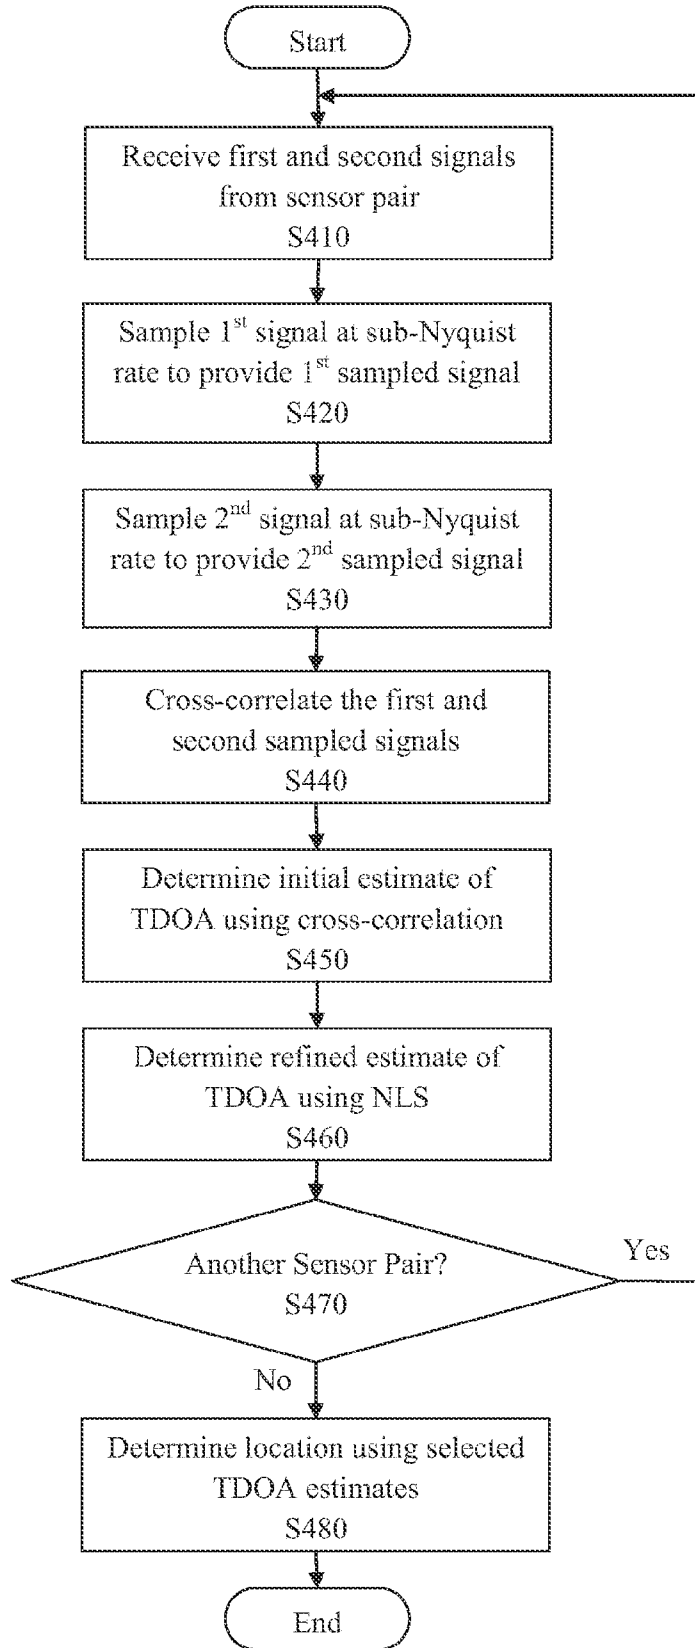 Start
Receive first and second signals
from sensor pair
S410
Sample 1st signal at sub-Nyquist
rate to provide 1st sampled signal
S420
Sample 2nd signal at sub-Nyquist
rate to provide 2nd sampled signal
S430
Cross-correlate the first and
second sampled signals
S440
Determine initial estimate of
TDOA using cross-correlation
S450
Determine refined estimate of
TDOA using NLS
S460
Another Sensor Pair?
S470
Yes
No
Determine location using selected
TDOA estimates
S480
End